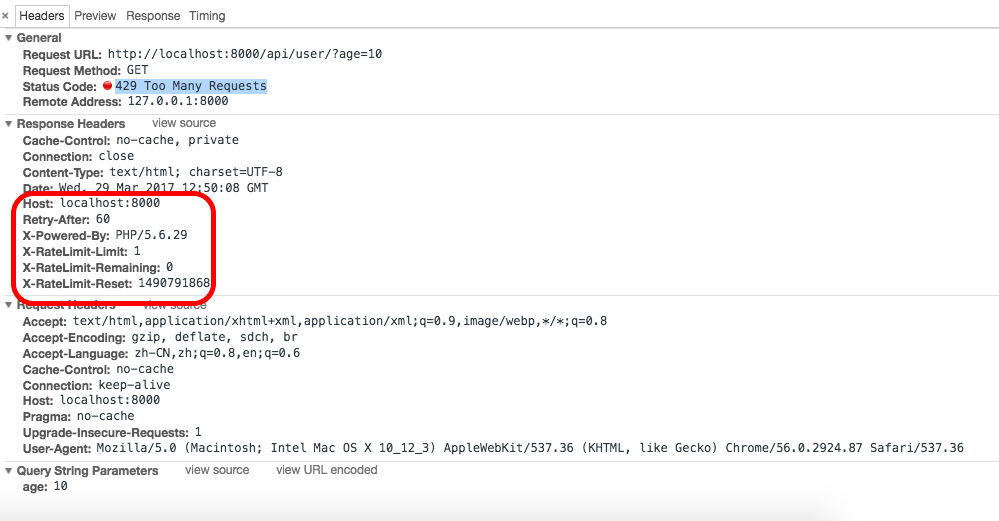 × Headers Preview Response Timing
▼ General
Request URL: http://localhost:8000/api/user/?age=10
Request Method: GET
Status Code: 429 Too Many Requests
Remote Address: 127.0.0.1:8000
▼ Response Headers view source
Cache-Control: no-cache, private
Connection: close
Content-Type: text/html; charset=UTF-8
Date: Wed, 29 Mar 2017 12:50:08 GMT
Host: localhost:8000
Retry-After: 60
X-Powered-By: PHP/5.6.29
X-RateLimit-Limit: 1
X-RateLimit-Remaining: 0
X-RateLimit-Reset: 1490791868
▼ Request Headers view source
Accept: text/html,application/xhtml+xml,application/xml;q=0.9,image/webp,*/*;q=0.8
Accept-Encoding: gzip, deflate, sdch, br
Accept-Language: zh-CN,zh;q=0.8,en;q=0.6
Cache-Control: no-cache
Connection: keep-alive
Host: localhost:8000
Pragma: no-cache
Upgrade-Insecure-Requests: 1
User-Agent: Mozilla/5.0 (Macintosh; Intel Mac OS X 10_12_3) AppleWebKit/537.36 (KHTML, like Gecko) Chrome/56.0.2924.87 Safari/537.36
▼ Query String Parameters view source view URL encoded
age: 10